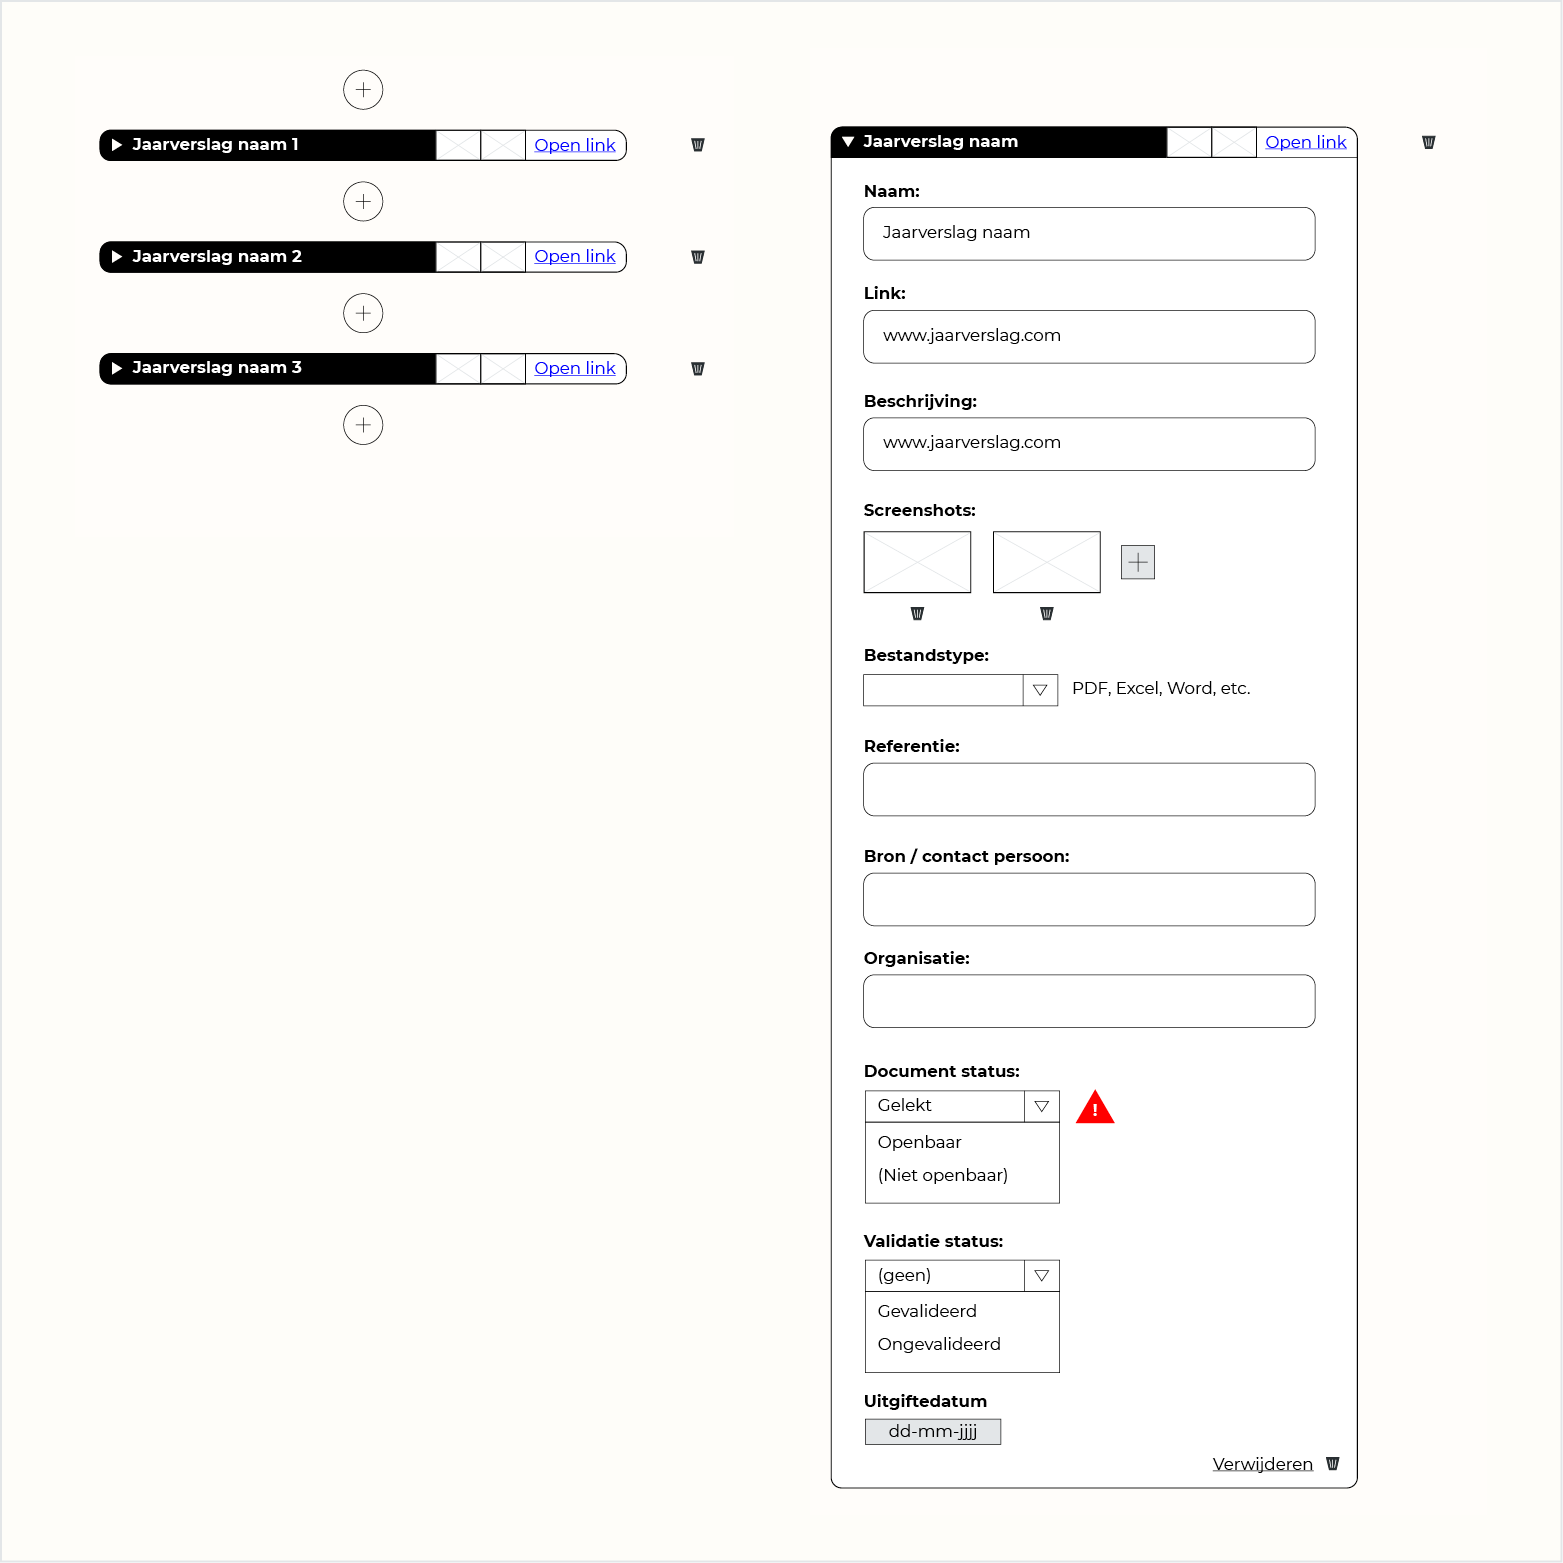 Jaarverslag naam 1
Open link
Jaarverslag naam 2
Open link
Jaarverslag naam 3
Open link
Jaarverslag naam
Open link
Naam:
Jaarverslag naam
Link:
www.jaarverslag.com
Beschrijving:
www.jaarverslag.com
Screenshots:
Bestandstype:
PDF, Excel, Word, etc.
Referentie:
Bron / contact persoon:
Organisatie:
Document status:
Gelekt
!
Openbaar
(Niet openbaar)
Validatie status:
(geen)
Gevalideerd
Ongevalideerd
Uitgiftedatum
dd-mm-jjjj
Verwijderen